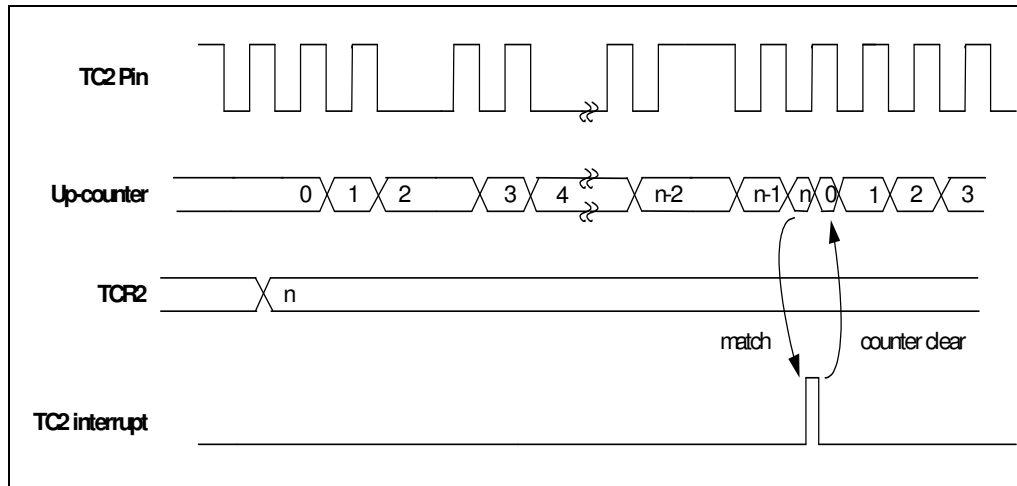 TC2 Pin
Up-counter 0 1 2 3 4 n-2 n-1 n 0 1 2 3
TCR2 n
match counter clear
TC2 interrupt